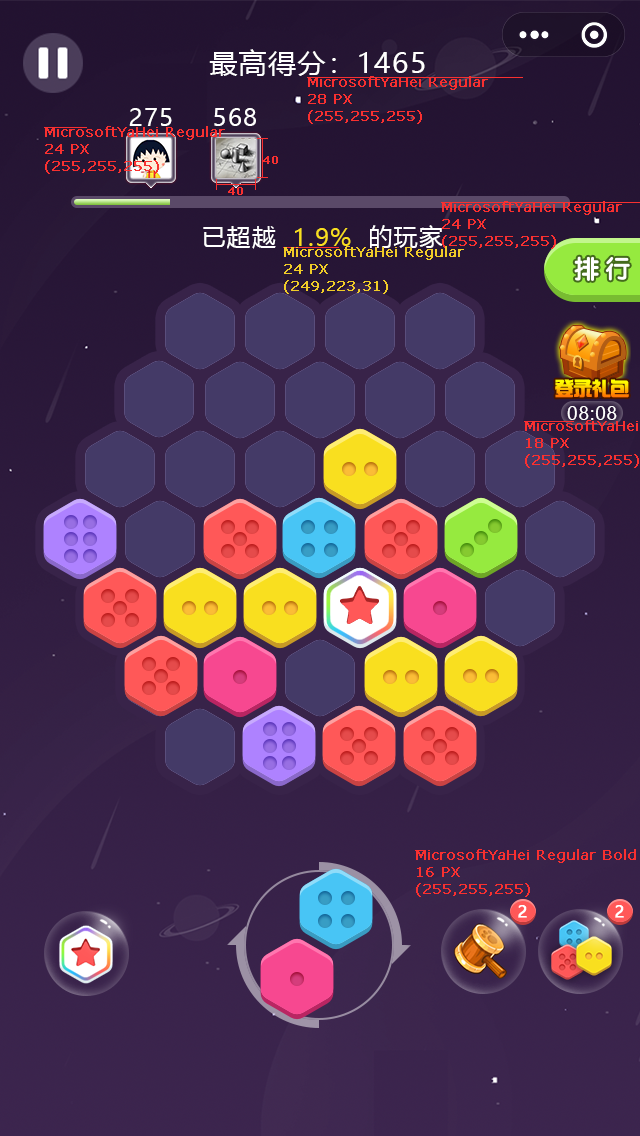 最高得分：1465
MicrosoftYaHei Regular
28 PX
(255,255,255)
275 568
MicrosoftYaHei Regular
24 PX
(255,255,255)
40
40
MicrosoftYaHei Regular
24 PX
(255,255,255)
已超越 1.9% 的玩家
MicrosoftYaHei Regular
24 PX
(249,223,31)
排行
登录礼包
08:08
MicrosoftYaHei
18 PX
(255,255,255)
MicrosoftYaHei Regular Bold
16 PX
(255,255,255)
2
2